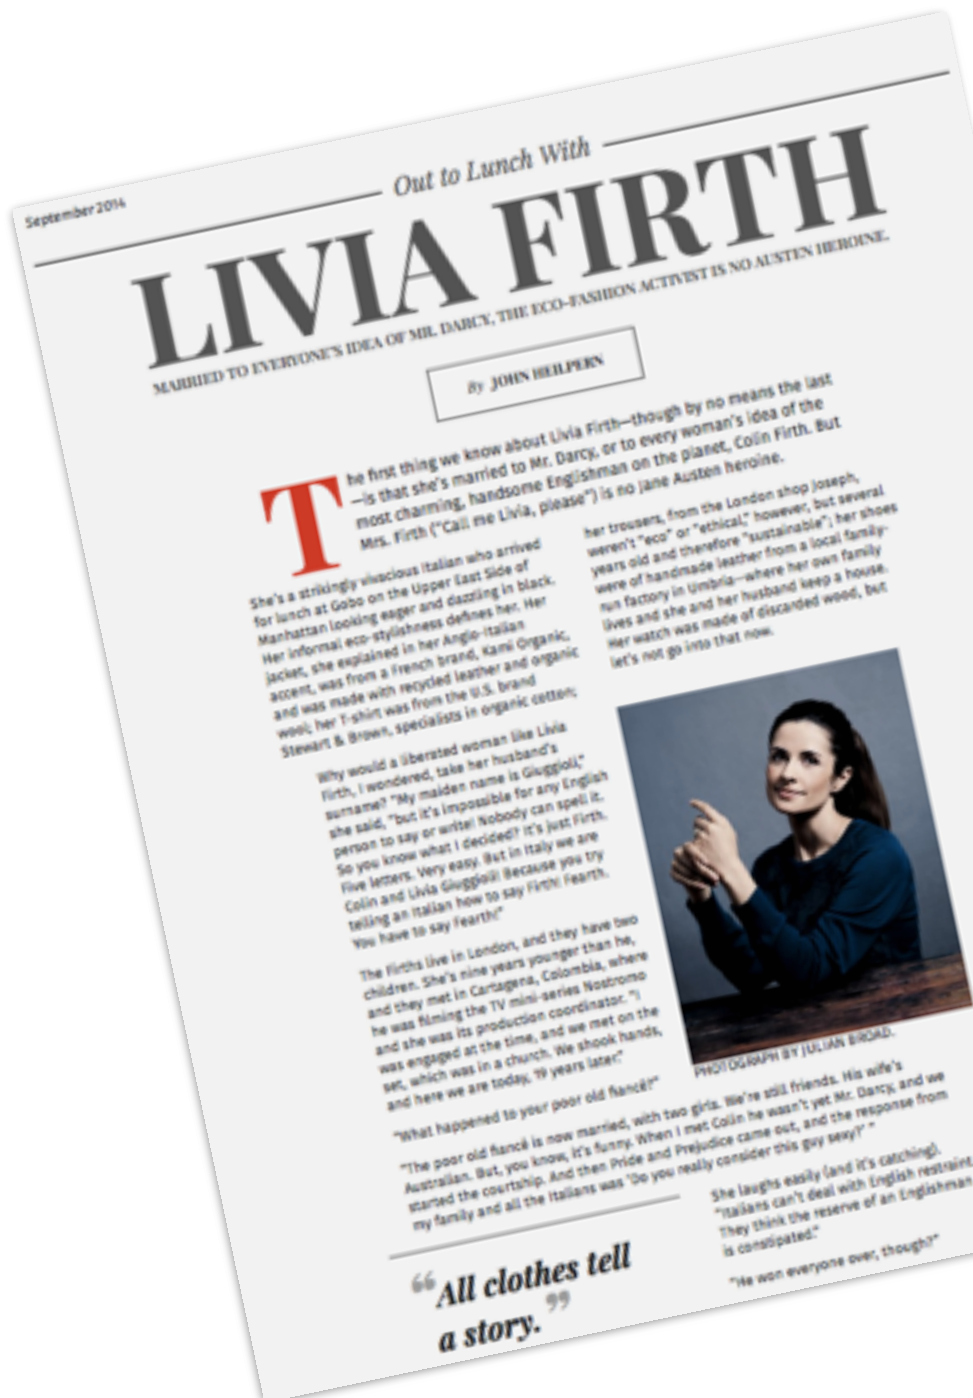 September 2014
Out to Lunch With
LIVIA FIRTH
MARRIED TO EVERYONE'S IDEA OF MR. DARCY, THE ECO-FASHION ACTIVIST IS NO AUSTEN HEROINE.
By JOHN HEILPERN
The first thing we know about Livia Firth—though by no means the last
—is that she's married to Mr. Darcy, or to every woman's idea of the
most charming, handsome Englishman on the planet, Colin Firth. But
Mrs. Firth ("Call me Livia, please") is no Jane Austen heroine.
She's a strikingly vivacious Italian who arrived
for lunch at Gobo on the Upper East Side of
Manhattan looking eager and dazzling in black.
Her informal eco-stylishness defines her. Her
jacket, she explained in her Anglo-Italian
accent, was from a French brand, Kami Organic,
and was made with recycled leather and organic
wool; her T-shirt was from the U.S. brand
Stewart & Brown, specialists in organic cotton;
her trousers, from the London shop Joseph,
weren't "eco" or "ethical," however, but several
years old and therefore "sustainable"; her shoes
were of handmade leather from a local family-
run factory in Umbria—where her own family
lives and she and her husband keep a house.
Her watch was made of discarded wood, but
let's not go into that now.
Why would a liberated woman like Livia
Firth, I wondered, take her husband's
surname? "My maiden name is Giuggioli,"
she said, "but it's impossible for any English
person to say or write! Nobody can spell it.
So you know what I decided? It's just Firth.
Five letters. Very easy. But in Italy we are
Colin and Livia Giuggioli! Because you try
telling an Italian how to say Firth! Fearth.
You have to say Fearth!"
The Firths live in London, and they have two
children. She's nine years younger than he,
and they met in Cartagena, Colombia, where
he was filming the TV mini-series Nostromo
and she was its production coordinator. "I
was engaged at the time, and we met on the
set, which was in a church. We shook hands,
and here we are today, 19 years later."
"What happened to your poor old fiancé?"
PHOTOGRAPH BY JULIAN BROAD.
"The poor old fiancé is now married, with two girls. We're still friends. His wife's
Australian. But, you know, it's funny. When I met Colin he wasn't yet Mr. Darcy, and we
started the courtship. And then Pride and Prejudice came out, and the response from
my family and all the Italians was 'Do you really consider this guy sexy?' "
“All clothes tell
a story.”
She laughs easily (and it's catching).
"Italians can't deal with English restraint
They think the reserve of an Englishman
is constipated."
"He won everyone over, though?"